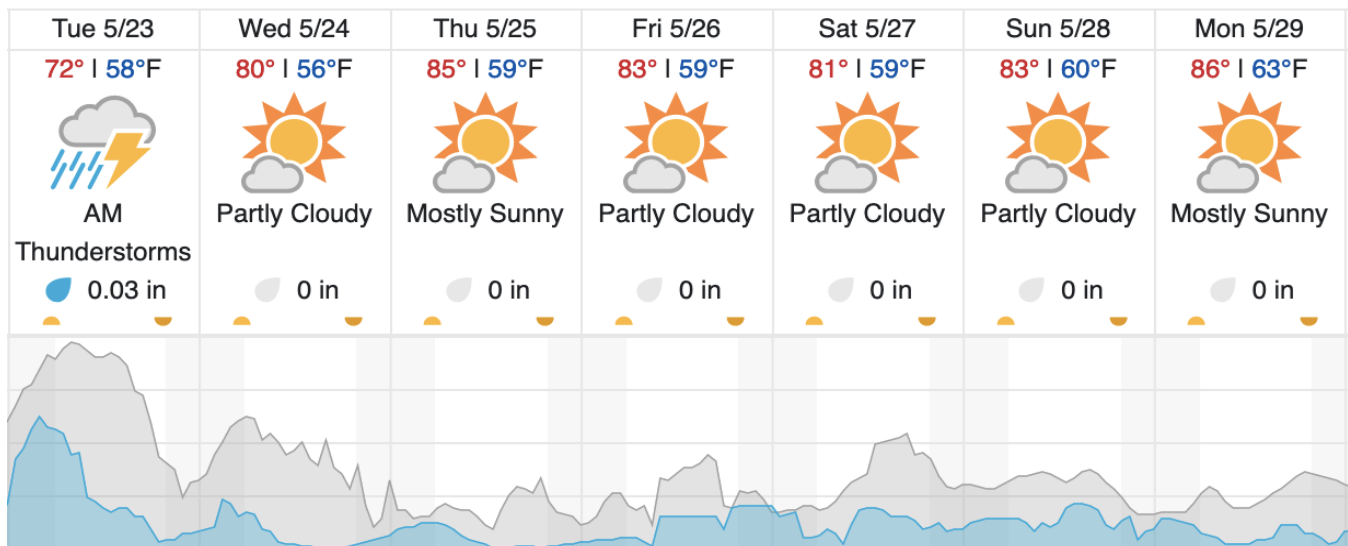 Tue 5/23 Wed 5/24 Thu 5/25 Fri 5/26 Sat 5/27 Sun 5/28 Mon 5/29
72° | 58°F 80° | 56°F 85° | 59°F 83° | 59°F 81° | 59°F 83° | 60°F 86° | 63°F
AM Partly Cloudy Mostly Sunny Partly Cloudy Partly Cloudy Partly Cloudy Mostly Sunny
Thunderstorms
0.03 in 0 in 0 in 0 in 0 in 0 in 0 in